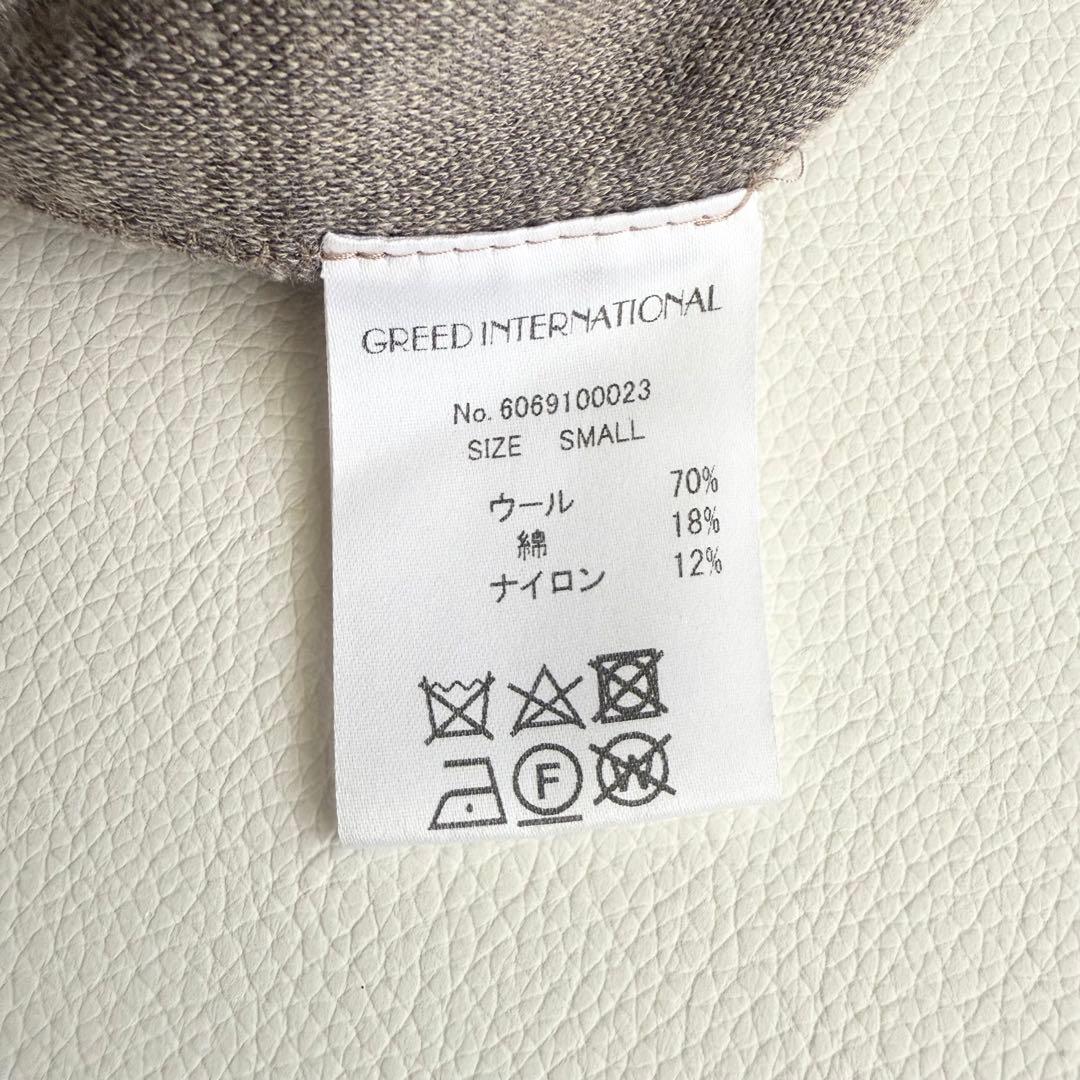 GREED INTERNATIONAL
No. 6069100023
SIZE SMALL
ウール 70%
綿 18%
ナイロン 12%
F
W